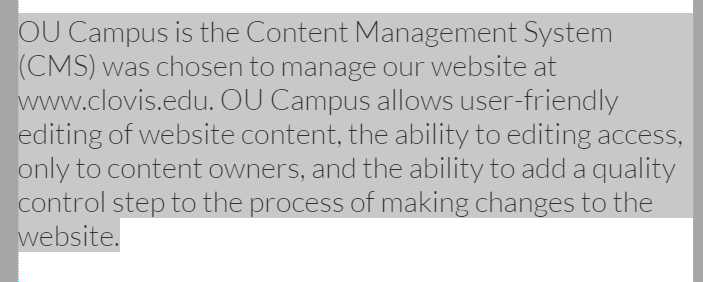 OU Campus is the Content Management System
(CMS) was chosen to manage our website at
www.clovis.edu. OU Campus allows user-friendly
editing of website content, the ability to editing access,
only to content owners, and the ability to add a quality
control step to the process of making changes to the
website.